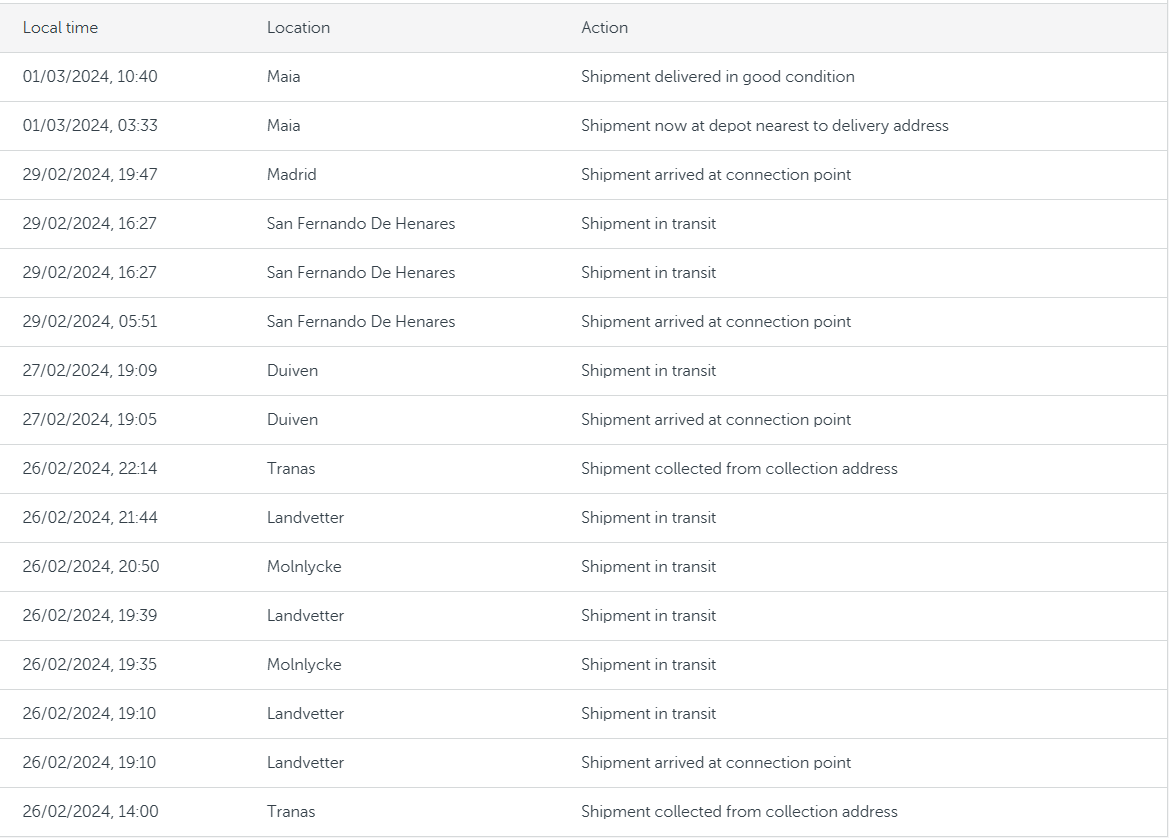 Local time Location Action
01/03/2024, 10:40 Maia Shipment delivered in good condition
01/03/2024, 03:33 Maia Shipment now at depot nearest to delivery address
29/02/2024, 19:47 Madrid Shipment arrived at connection point
29/02/2024, 16:27 San Fernando De Henares Shipment in transit
29/02/2024, 16:27 San Fernando De Henares Shipment in transit
29/02/2024, 05:51 San Fernando De Henares Shipment arrived at connection point
27/02/2024, 19:09 Duiven Shipment in transit
27/02/2024, 19:05 Duiven Shipment arrived at connection point
26/02/2024, 22:14 Tranas Shipment collected from collection address
26/02/2024, 21:44 Landvetter Shipment in transit
26/02/2024, 20:50 Molnlycke Shipment in transit
26/02/2024, 19:39 Landvetter Shipment in transit
26/02/2024, 19:35 Molnlycke Shipment in transit
26/02/2024, 19:10 Landvetter Shipment in transit
26/02/2024, 19:10 Landvetter Shipment arrived at connection point
26/02/2024, 14:00 Tranas Shipment collected from collection address